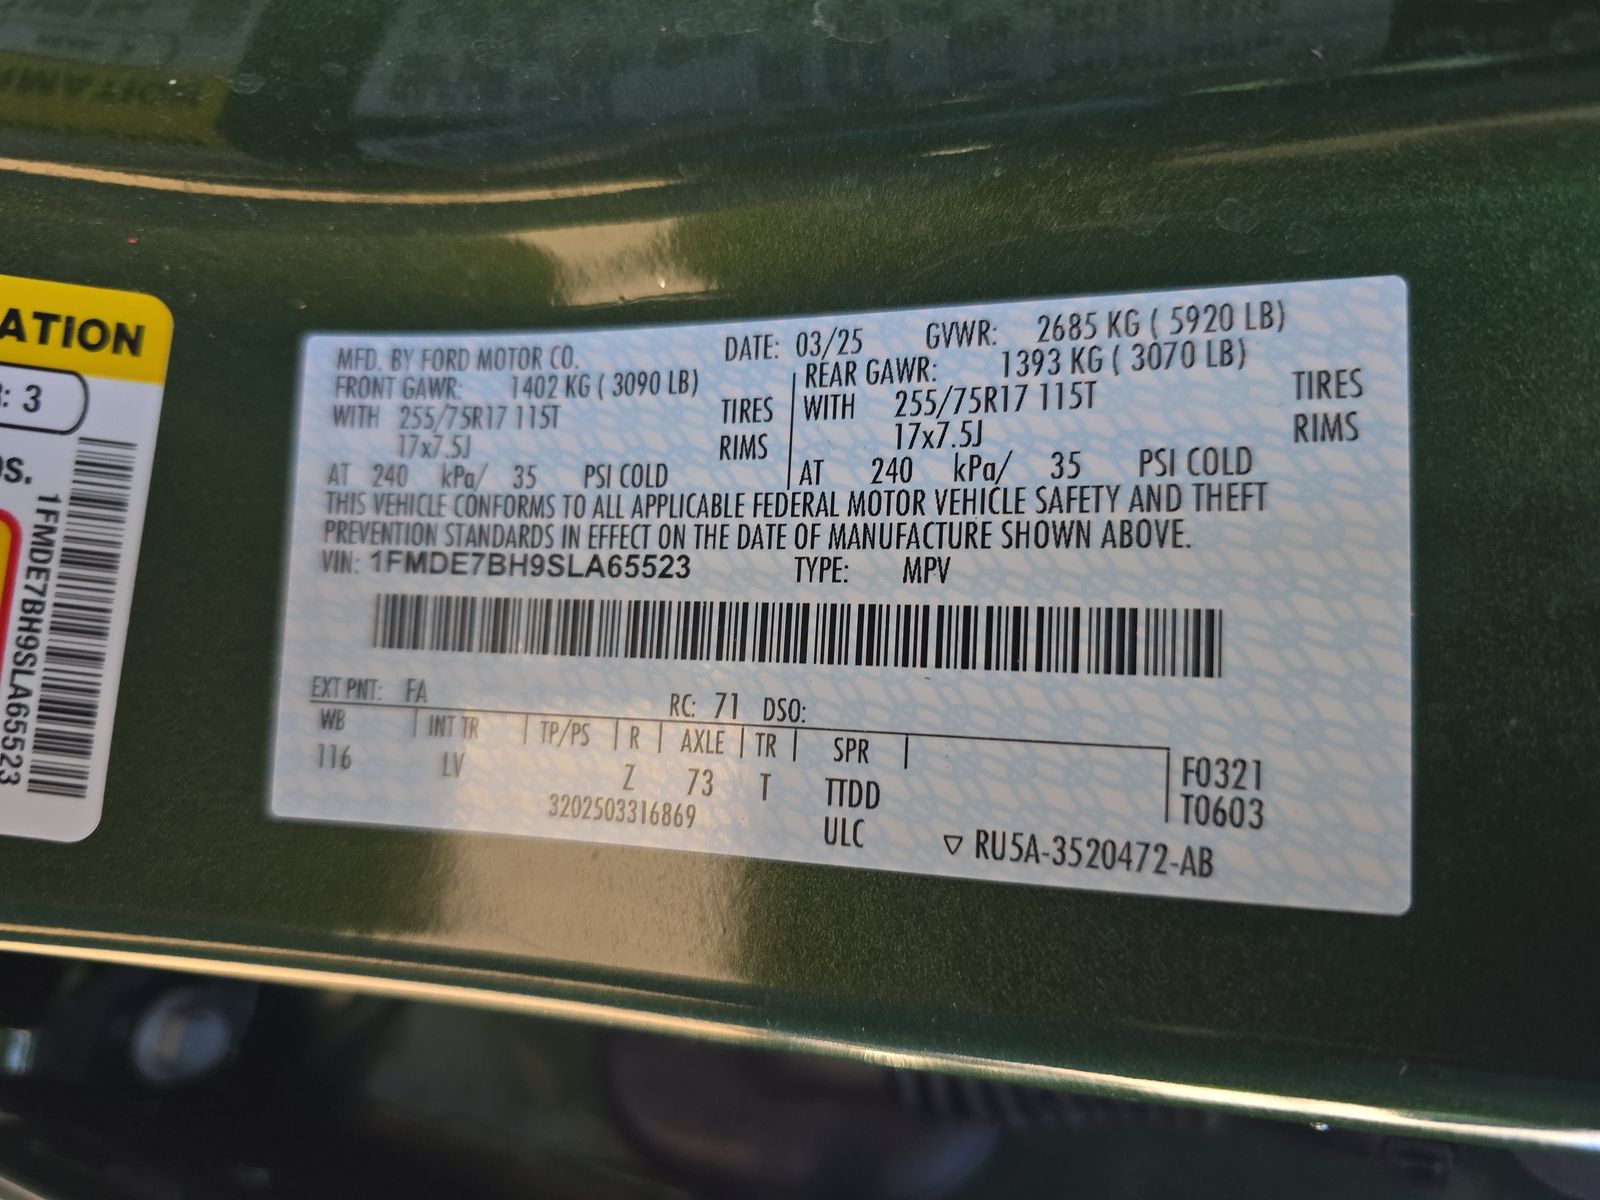 ATION
: 3
s.
1FMDE7BH9SLA65523
MFD. BY FORD MOTOR CO.
DATE: 03/25 GVWR: 2685 KG ( 5920 LB)
FRONT GAWR: 1402 KG ( 3090 LB)
WITH 255/75R17 115T TIRES
17x7.5J RIMS
AT 240 kPa/ 35 PSI COLD
REAR GAWR: 1393 KG ( 3070 LB)
WITH 255/75R17 115T TIRES
17x7.5J RIMS
AT 240 kPa/ 35 PSI COLD
THIS VEHICLE CONFORMS TO ALL APPLICABLE FEDERAL MOTOR VEHICLE SAFETY AND THEFT
PREVENTION STANDARDS IN EFFECT ON THE DATE OF MANUFACTURE SHOWN ABOVE.
VIN: 1FMDE7BH9SLA65523 TYPE: MPV
EXT PNT: FA RC: 71 DSO:
WB INT TR TP/PS R AXLE TR SPR
116 LV Z 73 T TTDD
F0321
T0603
3202503316869 ULC
RU5A-3520472-AB